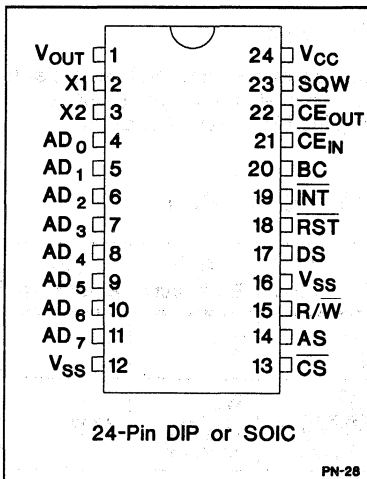 VOUT 1 24 VCC
X1 2 23 SQW
X2 3 22 CEOUT
AD0 4 21 CEIN
AD1 5 20 BC
AD2 6 19 INT
AD3 7 18 RST
AD4 8 17 DS
AD5 9 16 VSS
AD6 10 15 R/W
AD7 11 14 AS
VSS 12 13 CS
24-Pin DIP or SOIC
PN-28